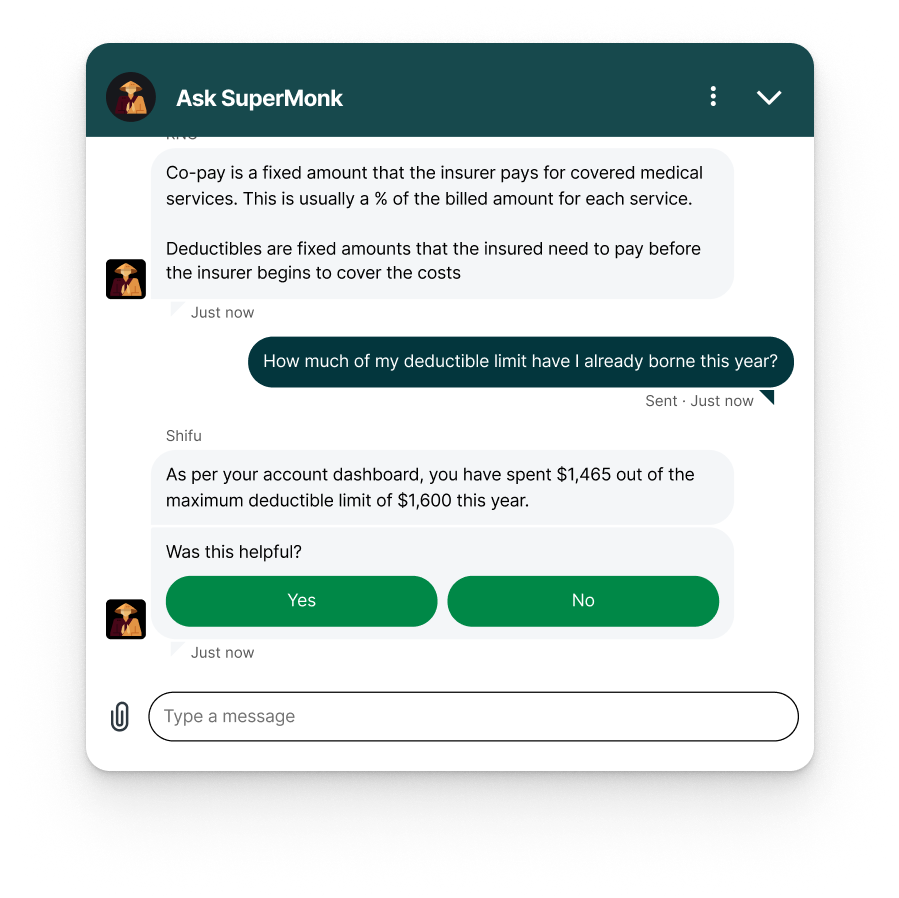 Ask SuperMonk
Co-pay is a fixed amount that the insurer pays for covered medical
services. This is usually a % of the billed amount for each service.
Deductibles are fixed amounts that the insured need to pay before
the insurer begins to cover the costs
Just now
How much of my deductible limit have I already borne this year?
Sent · Just now
Shifu
As per your account dashboard, you have spent $1,465 out of the
maximum deductible limit of $1,600 this year.
Was this helpful?
Yes No
Just now
Type a message